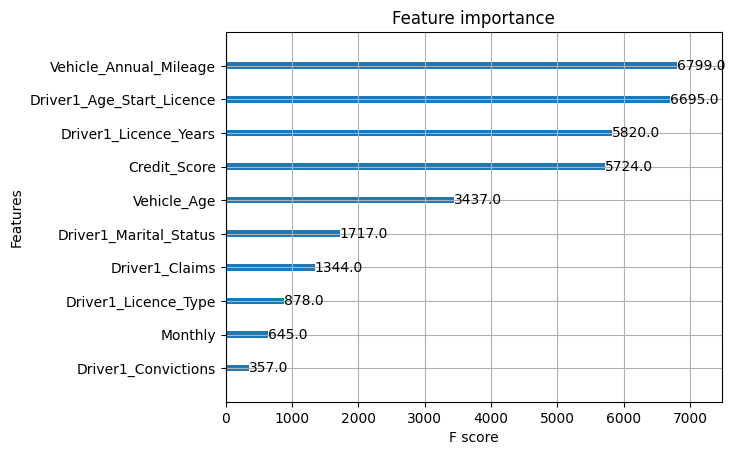 Feature importance
Vehicle_Annual_Mileage 6799.0
Driver1_Age_Start_Licence 6695.0
Driver1_Licence_Years 5820.0
Credit_Score 5724.0
Vehicle_Age 3437.0
Driver1_Marital_Status 1717.0
Driver1_Claims 1344.0
Driver1_Licence_Type 878.0
Monthly 645.0
Driver1_Convictions 357.0
Features
0 1000 2000 3000 4000 5000 6000 7000
F score